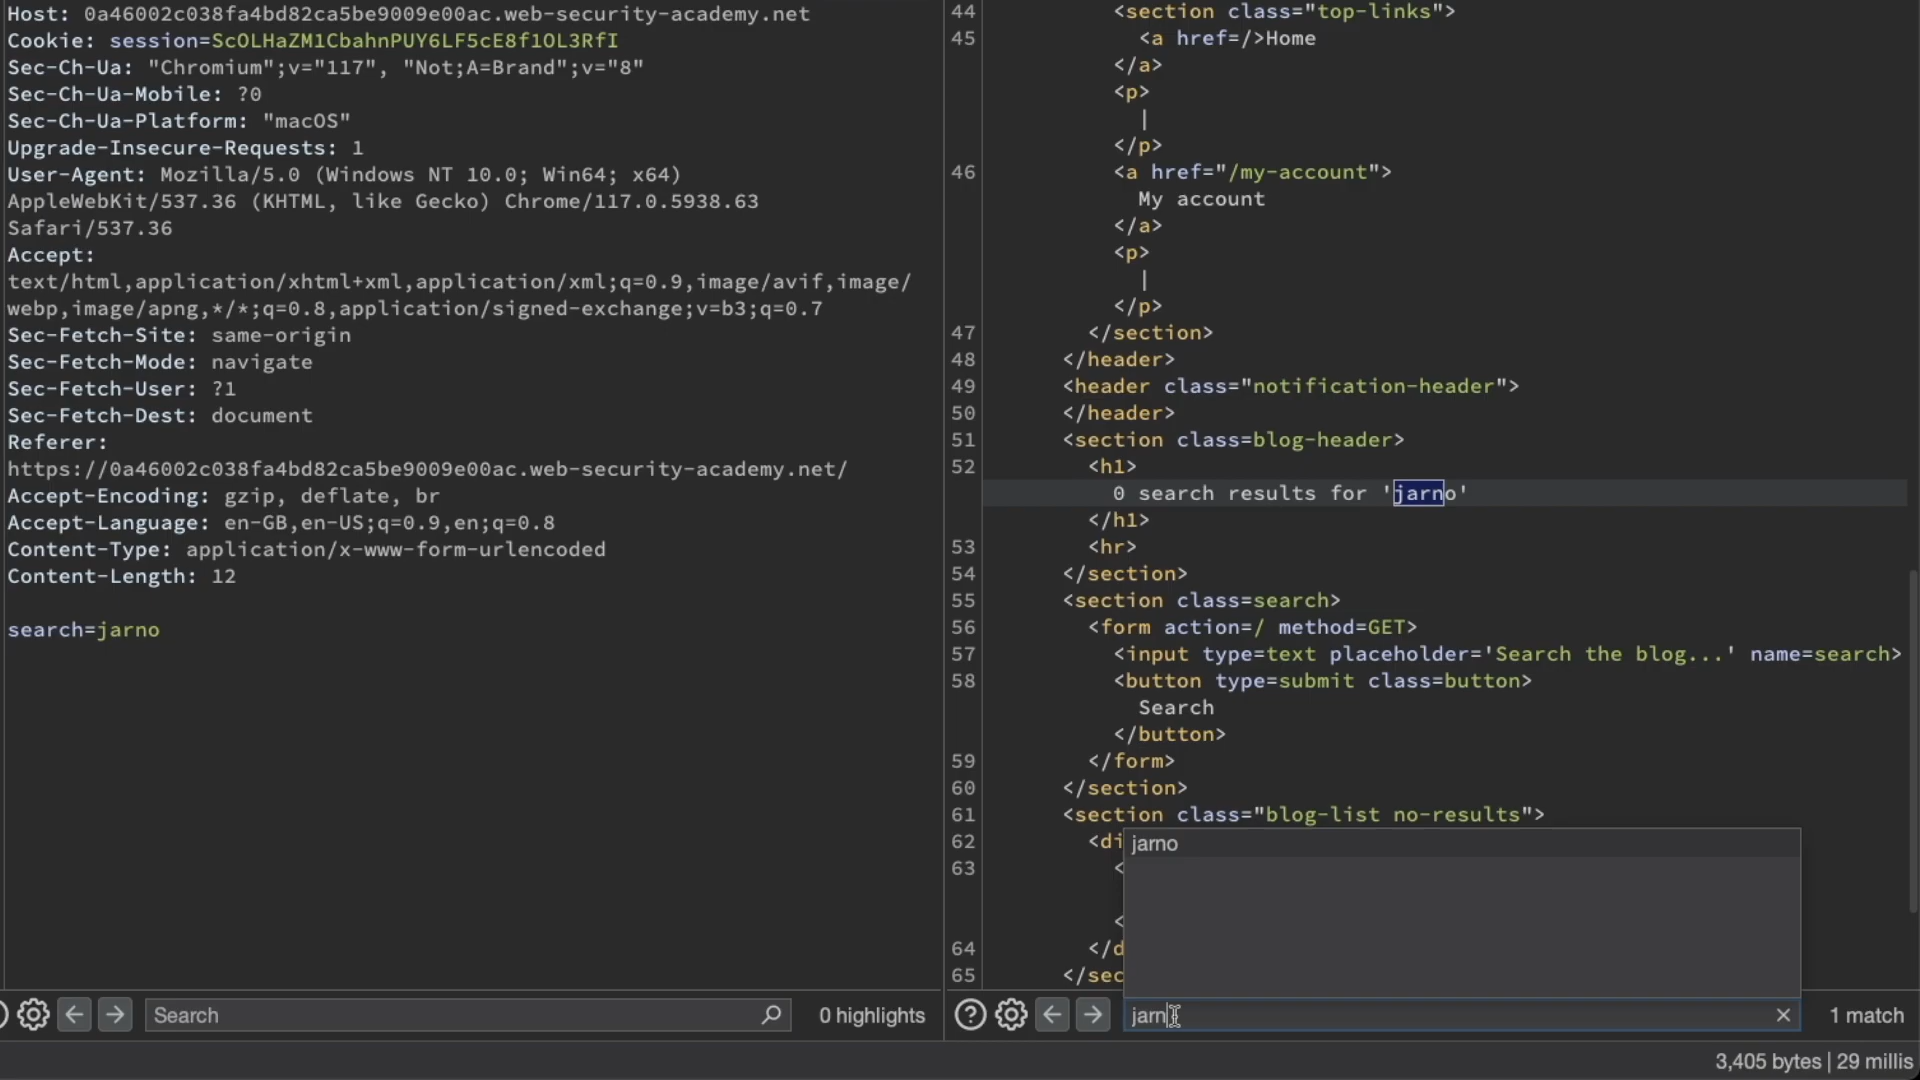 Host: 0a46002c038fa4bd82ca5be9009e00ac.web-security-academy.net
Cookie: session=ScOLHaZM1CbahnPUY6LF5cE8f1OL3RfI
Sec-Ch-Ua: "Chromium";v="117", "Not;A=Brand";v="8"
Sec-Ch-Ua-Mobile: ?0
Sec-Ch-Ua-Platform: "macOS"
Upgrade-Insecure-Requests: 1
User-Agent: Mozilla/5.0 (Windows NT 10.0; Win64; x64)
AppleWebKit/537.36 (KHTML, like Gecko) Chrome/117.0.5938.63
Safari/537.36
Accept:
text/html,application/xhtml+xml,application/xml;q=0.9,image/avif,image/
webp,image/apng,*/*;q=0.8,application/signed-exchange;v=b3;q=0.7
Sec-Fetch-Site: same-origin
Sec-Fetch-Mode: navigate
Sec-Fetch-User: ?1
Sec-Fetch-Dest: document
Referer:
https://0a46002c038fa4bd82ca5be9009e00ac.web-security-academy.net/
Accept-Encoding: gzip, deflate, br
Accept-Language: en-GB,en-US;q=0.9,en;q=0.8
Content-Type: application/x-www-form-urlencoded
Content-Length: 12
search=jarno
Search
0 highlights
44 <section class="top-links">
45 <a href=/>Home
</a>
<p>
|
</p>
46 <a href="/my-account">
My account
</a>
<p>
|
</p>
47 </section>
48 </header>
49 <header class="notification-header">
50 </header>
51 <section class=blog-header>
52 <h1>
0 search results for 'jarno'
</h1>
53 <hr>
54 </section>
55 <section class=search>
56 <form action=/ method=GET>
57 <input type=text placeholder='Search the blog...' name=search>
58 <button type=submit class=button>
Search
</button>
59 </form>
60 </section>
61 <section class="blog-list no-results">
62 <di
63 <
<
64 </d
65 </sec
jarno
jarn
1 match
3,405 bytes | 29 millis